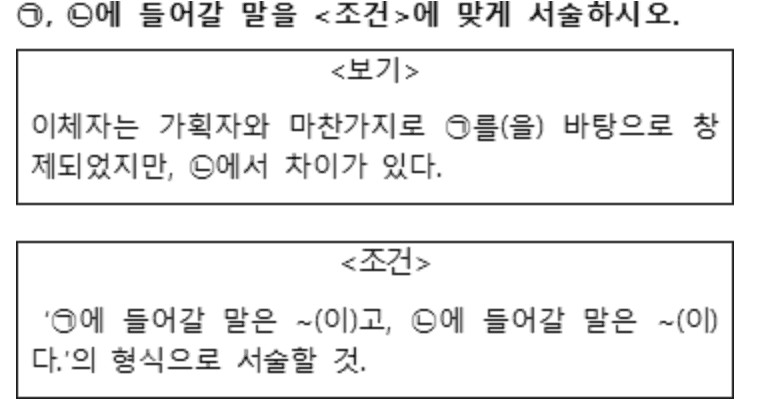 ㉠, ㉡에 들어갈 말을 <조건>에 맞게 서술하시오.
<보기>
이체자는 가획자와 마찬가지로 ㉠를(을) 바탕으로 창
제되었지만, ㉡에서 차이가 있다.
<조건>
'㉠에 들어갈 말은 ~(이)고, ㉡에 들어갈 말은 ~(이)
다.'의 형식으로 서술할 것.